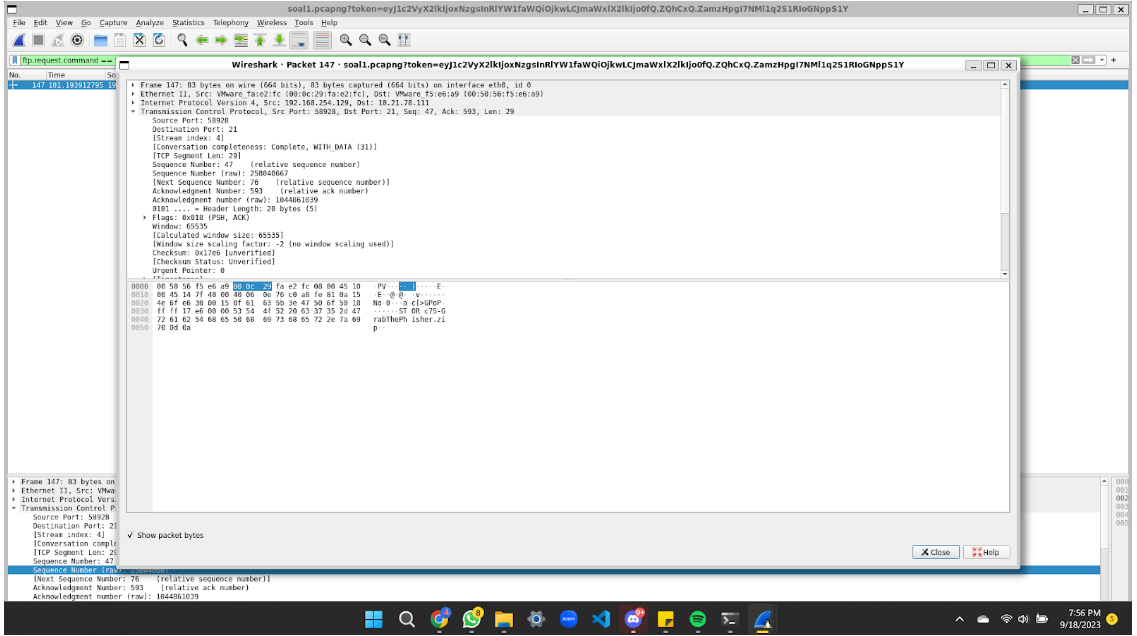 soal1.pcapng?token=eyJ1c2VyX2lkIjoxNzgsInRlYW1faWQiOjkwLCJmaWxlX2lkIjo0fQ.ZQhCxQ.ZamzHpgI7NMl1q2S1RIoGNppS1Y
File Edit View Go Capture Analyze Statistics Telephony Wireless Tools Help
ftp.request.command ==
No. Time So
147 101.193912795 19
Wireshark · Packet 147 · soal1.pcapng?token=eyJ1c2VyX2lkIjoxNzgsInRlYW1faWQiOjkwLCJmaWxlX2lkIjo0fQ.ZQhCxQ.ZamzHpgI7NMl1q2S1RIoGNppS1Y
Frame 147: 83 bytes on wire (664 bits), 83 bytes captured (664 bits) on interface eth0, id 0
Ethernet II, Src: VMware_fa:e2:fc (00:0c:29:fa:e2:fc), Dst: VMware_f5:e6:a9 (00:50:56:f5:e6:a9)
Internet Protocol Version 4, Src: 192.168.254.129, Dst: 10.21.78.111
Transmission Control Protocol, Src Port: 58928, Dst Port: 21, Seq: 47, Ack: 593, Len: 29
Source Port: 58928
Destination Port: 21
[Stream index: 4]
[Conversation completeness: Complete, WITH_DATA (31)]
[TCP Segment Len: 29]
Sequence Number: 47 (relative sequence number)
Sequence Number (raw): 258040667
[Next Sequence Number: 76 (relative sequence number)]
Acknowledgment Number: 593 (relative ack number)
Acknowledgment number (raw): 1044861039
0101 .... = Header Length: 20 bytes (5)
Flags: 0x018 (PSH, ACK)
Window: 65535
[Calculated window size: 65535]
[Window size scaling factor: -2 (no window scaling used)]
Checksum: 0x17e6 [unverified]
[Checksum Status: Unverified]
Urgent Pointer: 0
0000 00 50 56 f5 e6 a9 00 0c 29 fa e2 fc 08 00 45 10 ·PV·····)·····E·
0010 00 45 14 7f 40 00 40 06 0e 76 c0 a8 fe 81 0a 15 ·E··@·@··v······
0020 4e 6f e6 30 00 15 0f 61 63 5b 3e 47 50 6f 50 18 No·0···a c[>GPoP·
0030 ff ff 17 e6 00 00 53 54 4f 52 20 63 37 35 2d 47 ······ST OR c75-G
0040 72 61 62 54 68 65 50 68 69 73 68 65 72 2e 7a 69 rabThePh isher.zi
0050 70 0d 0a p··
Show packet bytes
Close Help
Frame 147: 83 bytes on
Ethernet II, Src: VMwa
Internet Protocol Vers
Transmission Control P
Source Port: 58928
Destination Port: 21
[Stream index: 4]
[Conversation comple
[TCP Segment Len: 29
Sequence Number: 47
Sequence Number (raw): 258040667
[Next Sequence Number: 76 (relative sequence number)]
Acknowledgment Number: 593 (relative ack number)
Acknowledgment number (raw): 1044861039
7:56 PM
9/18/2023